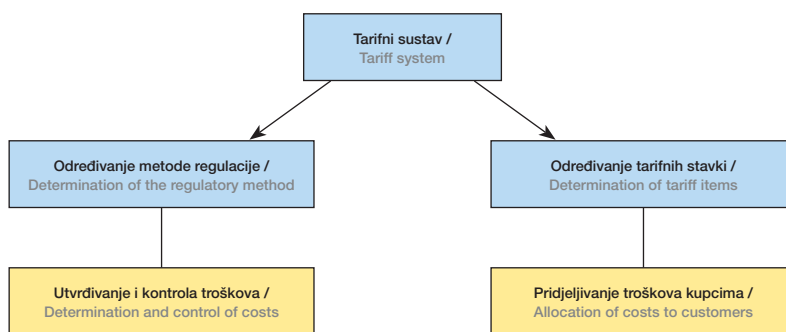 Tarifni sustav /
Tariff system
Određivanje metode regulacije /
Determination of the regulatory method
Određivanje tarifnih stavki /
Determination of tariff items
Utvrđivanje i kontrola troškova /
Determination and control of costs
Pridjeljivanje troškova kupcima /
Allocation of costs to customers